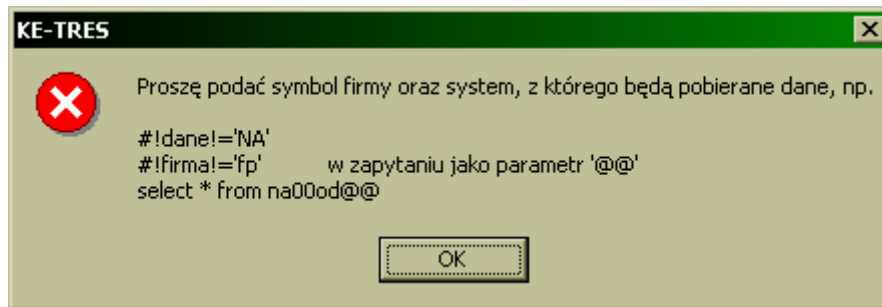 KE-TRES
Proszę podać symbol firmy oraz system, z którego będą pobierane dane, np.
#!dane!='NA'
#!firma!='fp' w zapytaniu jako parametr '@@'
select * from na00od@@
OK